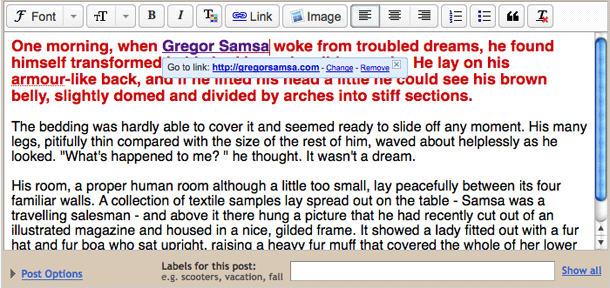 Font T B I T Link Image T
One morning, when Gregor Samsa woke from troubled dreams, he found
himself transformed He lay on his
Go to link: http://gregorsamsa.com - Change - Remove
armour-like back, and if he lifted his head a little he could see his brown
belly, slightly domed and divided by arches into stiff sections.
The bedding was hardly able to cover it and seemed ready to slide off any moment. His many
legs, pitifully thin compared with the size of the rest of him, waved about helplessly as he
looked. "What's happened to me? " he thought. It wasn't a dream.
His room, a proper human room although a little too small, lay peacefully between its four
familiar walls. A collection of textile samples lay spread out on the table - Samsa was a
travelling salesman - and above it there hung a picture that he had recently cut out of an
illustrated magazine and housed in a nice, gilded frame. It showed a lady fitted out with a fur
hat and fur boa who sat upright, raising a heavy fur muff that covered the whole of her lower
Post Options
Labels for this post:
e.g. scooters, vacation, fall
Show all